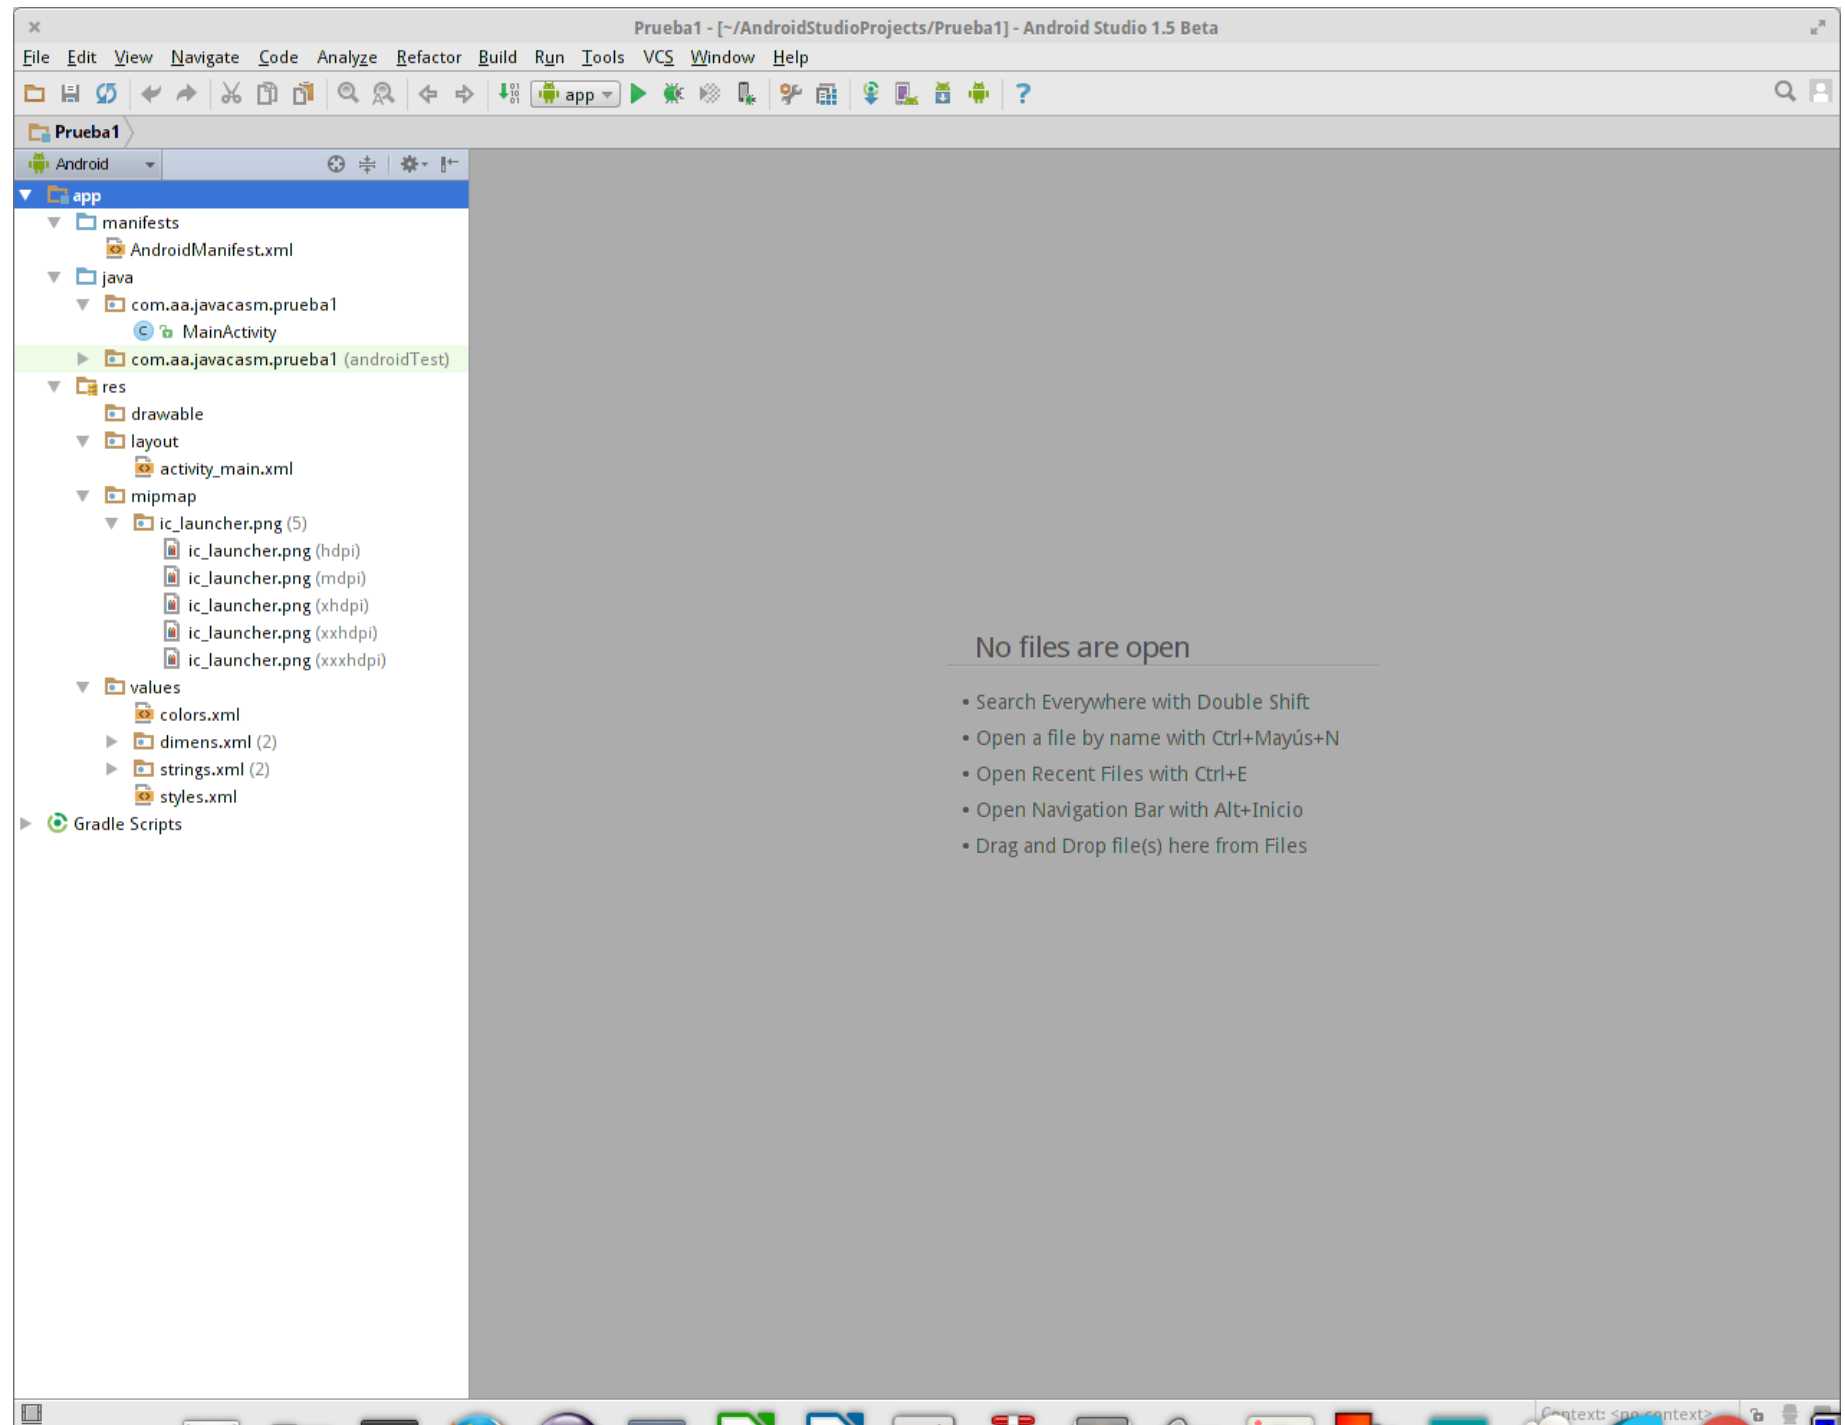 Prueba1 - [~/AndroidStudioProjects/Prueba1] - Android Studio 1.5 Beta
File Edit View Navigate Code Analyze Refactor Build Run Tools VCS Window Help
app
Prueba1
Android
app
manifests
AndroidManifest.xml
java
com.aa.javacasm.prueba1
MainActivity
com.aa.javacasm.prueba1 (androidTest)
res
drawable
layout
activity_main.xml
mipmap
ic_launcher.png (5)
ic_launcher.png (hdpi)
ic_launcher.png (mdpi)
ic_launcher.png (xhdpi)
ic_launcher.png (xxhdpi)
ic_launcher.png (xxxhdpi)
values
colors.xml
dimens.xml (2)
strings.xml (2)
styles.xml
Gradle Scripts
No files are open
• Search Everywhere with Double Shift
• Open a file by name with Ctrl+Mayús+N
• Open Recent Files with Ctrl+E
• Open Navigation Bar with Alt+Inicio
• Drag and Drop file(s) here from Files
Context: <no context>